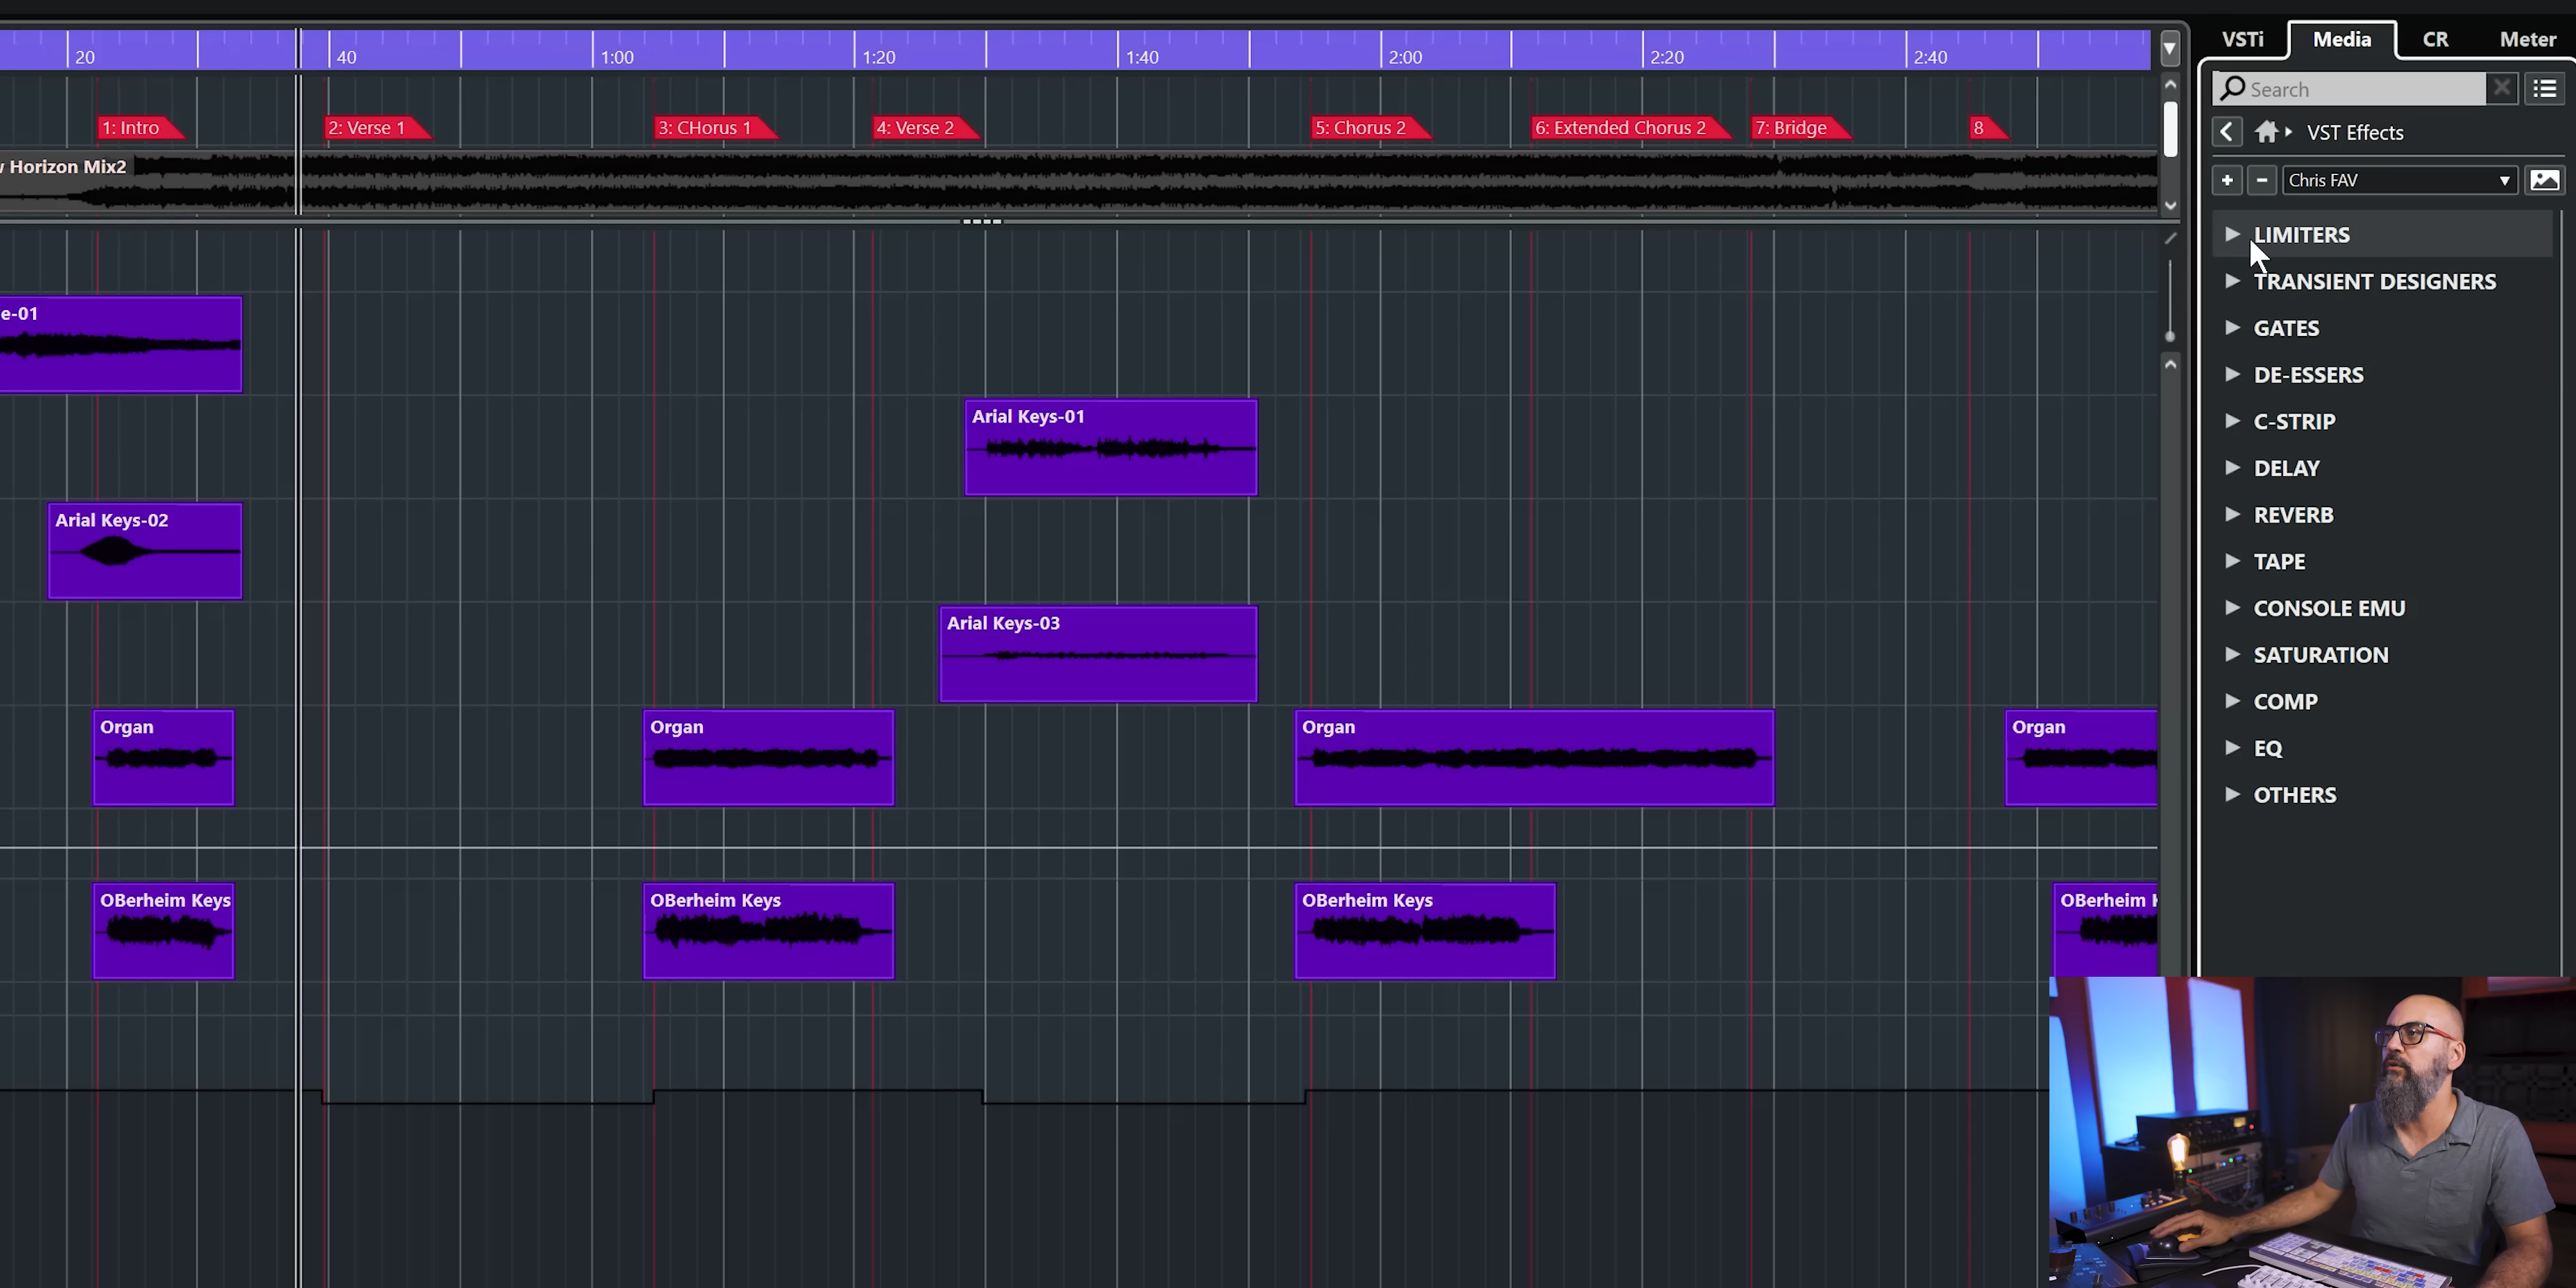 20 40 1:00 1:20 1:40 2:00 2:20 2:40
1: Intro 2: Verse 1 3: CHorus 1 4: Verse 2 5: Chorus 2 6: Extended Chorus 2 7: Bridge 8
Horizon Mix2
e-01
Arial Keys-01
Arial Keys-02
Arial Keys-03
Organ Organ Organ Organ
OBerheim Keys OBerheim Keys OBerheim Keys OBerheim K
VSTi Media CR Meter
Search
VST Effects
+ - Chris FAV
LIMITERS
TRANSIENT DESIGNERS
GATES
DE-ESSERS
C-STRIP
DELAY
REVERB
TAPE
CONSOLE EMU
SATURATION
COMP
EQ
OTHERS